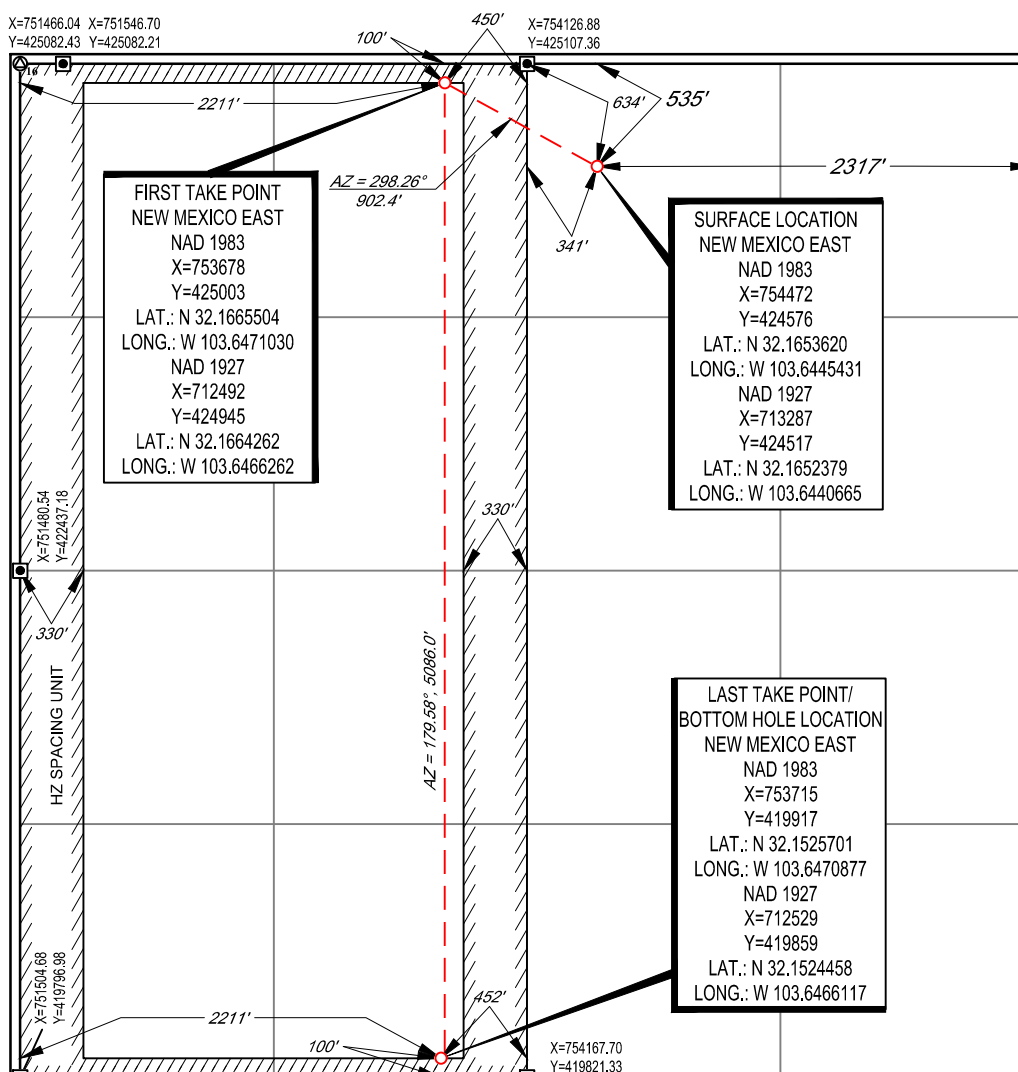 X=751466.04 X=751546.70
Y=425082.43 Y=425082.21
450'
X=754126.88
Y=425107.36
100'
16
2211'
634'
535'
AZ = 298.26°
902.4'
2317'
341'
FIRST TAKE POINT
NEW MEXICO EAST
NAD 1983
X=753678
Y=425003
LAT.: N 32.1665504
LONG.: W 103.6471030
NAD 1927
X=712492
Y=424945
LAT.: N 32.1664262
LONG.: W 103.6466262
SURFACE LOCATION
NEW MEXICO EAST
NAD 1983
X=754472
Y=424576
LAT.: N 32.1653620
LONG.: W 103.6445431
NAD 1927
X=713287
Y=424517
LAT.: N 32.1652379
LONG.: W 103.6440665
X=751480.54
Y=422437.18
330'
330'
HZ SPACING UNIT
AZ = 179.58°, 5086.0'
LAST TAKE POINT/
BOTTOM HOLE LOCATION
NEW MEXICO EAST
NAD 1983
X=753715
Y=419917
LAT.: N 32.1525701
LONG.: W 103.6470877
NAD 1927
X=712529
Y=419859
LAT.: N 32.1524458
LONG.: W 103.6466117
X=751504.68
Y=419796.98
2211'
452'
100'
X=754167.70
Y=419821.33